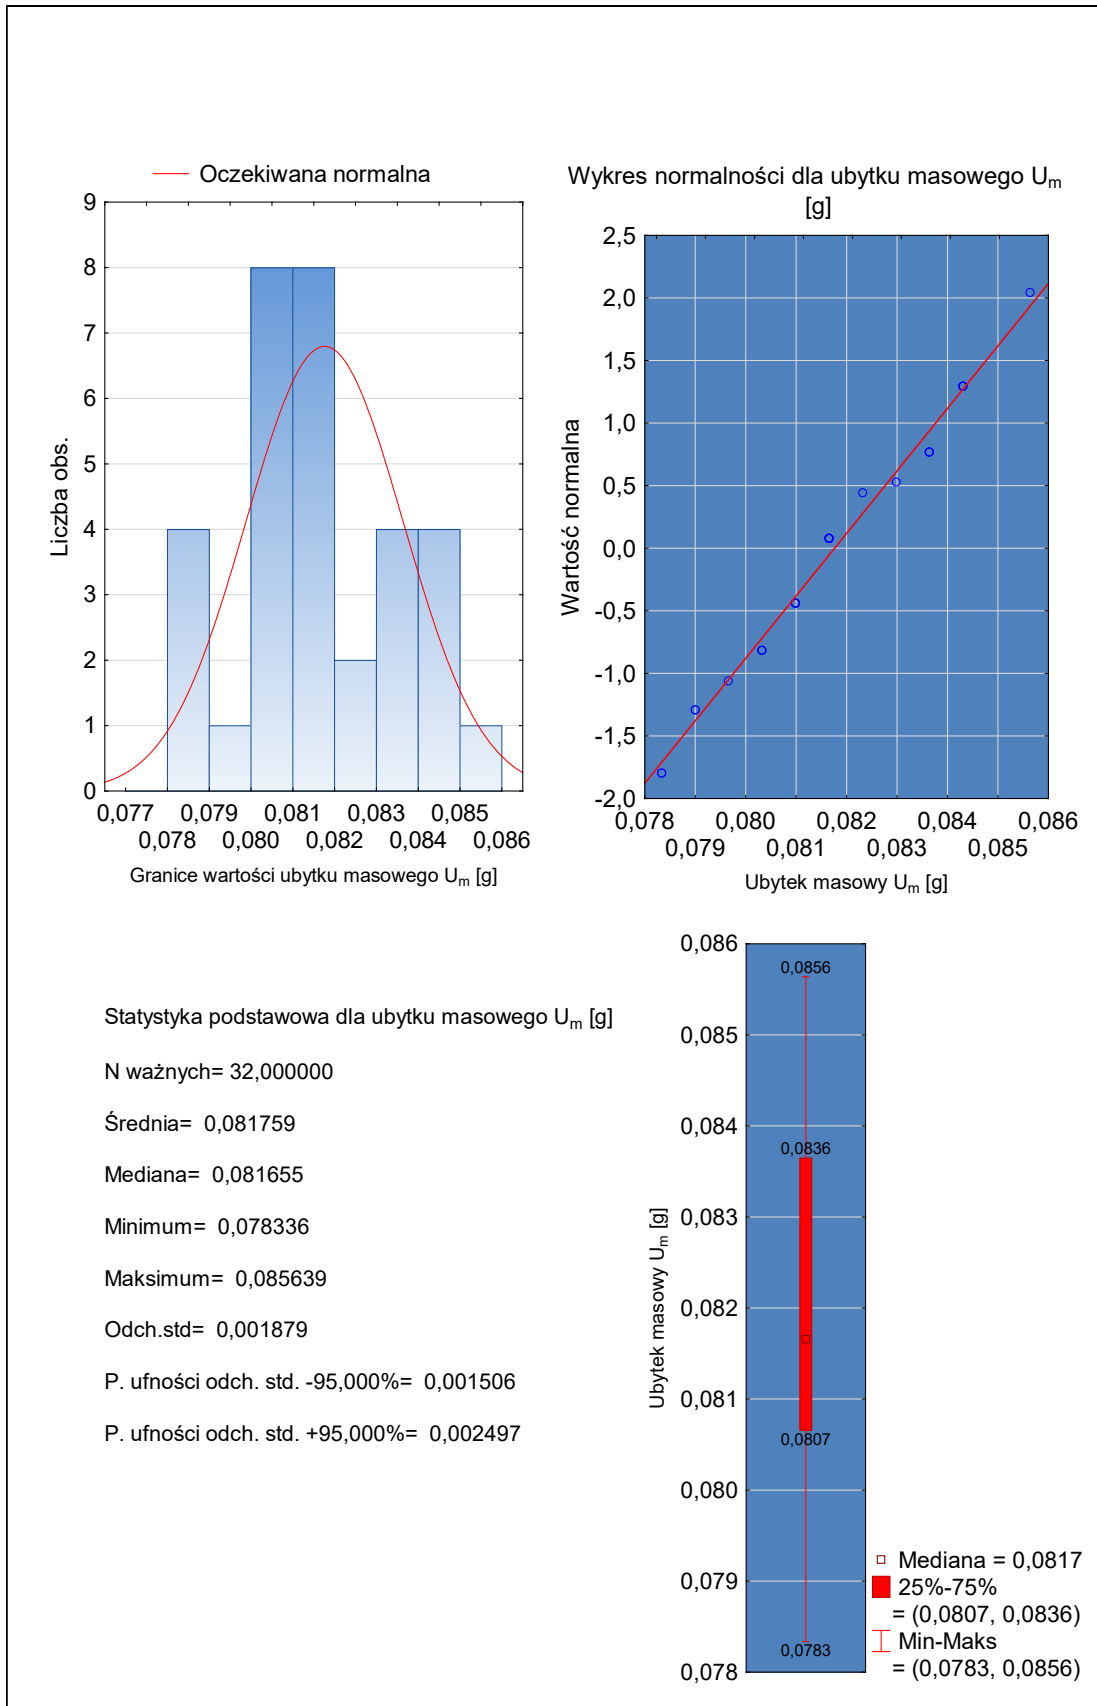 Oczekiwana normalna
9
8
7
6
5
4
3
2
1
0
Liczba obs.
0,077 0,079 0,081 0,083 0,085
0,078 0,080 0,082 0,084 0,086
Granice wartości ubytku masowego Um [g]
Wykres normalności dla ubytku masowego Um
[g]
2,5
2,0
1,5
1,0
0,5
0,0
-0,5
-1,0
-1,5
-2,0
Wartość normalna
0,078 0,080 0,082 0,084 0,086
0,079 0,081 0,083 0,085
Ubytek masowy Um [g]
Statystyka podstawowa dla ubytku masowego Um [g]
N ważnych= 32,000000
Średnia= 0,081759
Mediana= 0,081655
Minimum= 0,078336
Maksimum= 0,085639
Odch.std= 0,001879
P. ufności odch. std. -95,000%= 0,001506
P. ufności odch. std. +95,000%= 0,002497
0,086
0,085
0,084
0,083
0,082
0,081
0,080
0,079
0,078
Ubytek masowy Um [g]
0,0856
0,0836
0,0807
0,0783
Mediana = 0,0817
25%-75%
= (0,0807, 0,0836)
Min-Maks
= (0,0783, 0,0856)